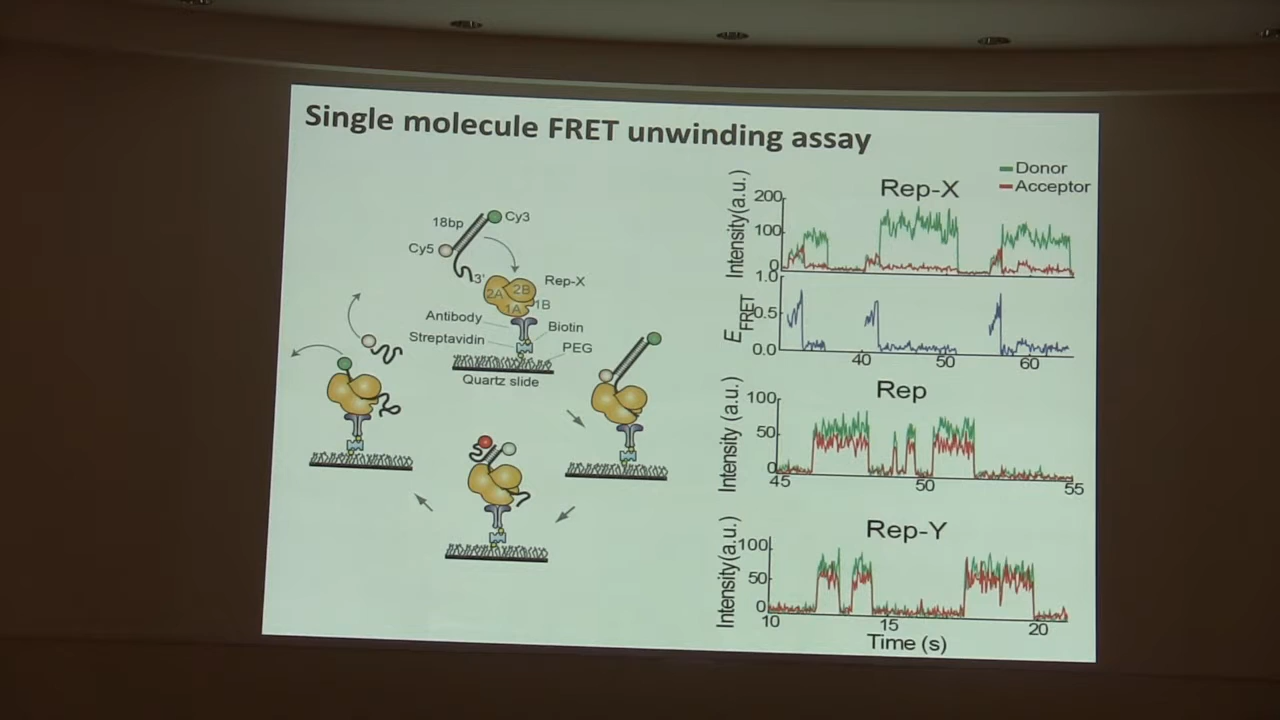 Single molecule FRET unwinding assay
18bp
Cy3
Cy5
3'
Rep-X
2A
2B
1A
1B
Antibody
Biotin
Streptavidin
PEG
Quartz slide
Donor
Acceptor
Rep-X
Intensity(a.u.)
200
100
0
1.0
0.5
0.0
EFRET
40
50
60
Rep
Intensity (a.u.)
100
50
0
45
50
55
Rep-Y
Intensity(a.u.)
100
50
0
10
15
20
Time (s)